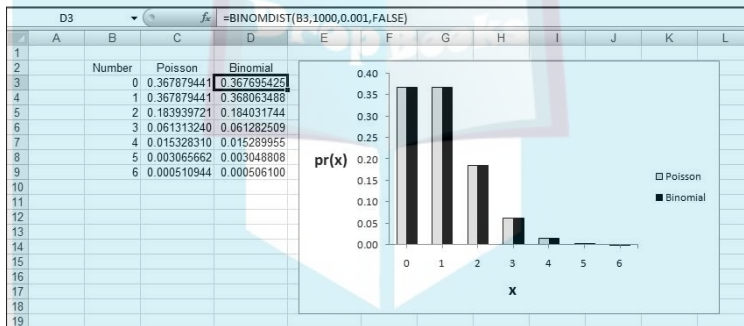 D3 fx =BINOMDIST(B3,1000,0.001,FALSE)
A B C D E F G H I J K L
1
2 Number Poisson Binomial
3 0 0.367879441 0.367695425
4 1 0.367879441 0.368063488
5 2 0.183939721 0.184031744
6 3 0.061313240 0.061282509
7 4 0.015328310 0.015289955
8 5 0.003065662 0.003048808
9 6 0.000510944 0.000506100
10
11
12
13
14
15
16
17
18
19
0.40
0.35
0.30
0.25
pr(x) 0.20
0.15
0.10
0.05
0.00
Poisson
Binomial
0 1 2 3 4 5 6
x
DropBooks